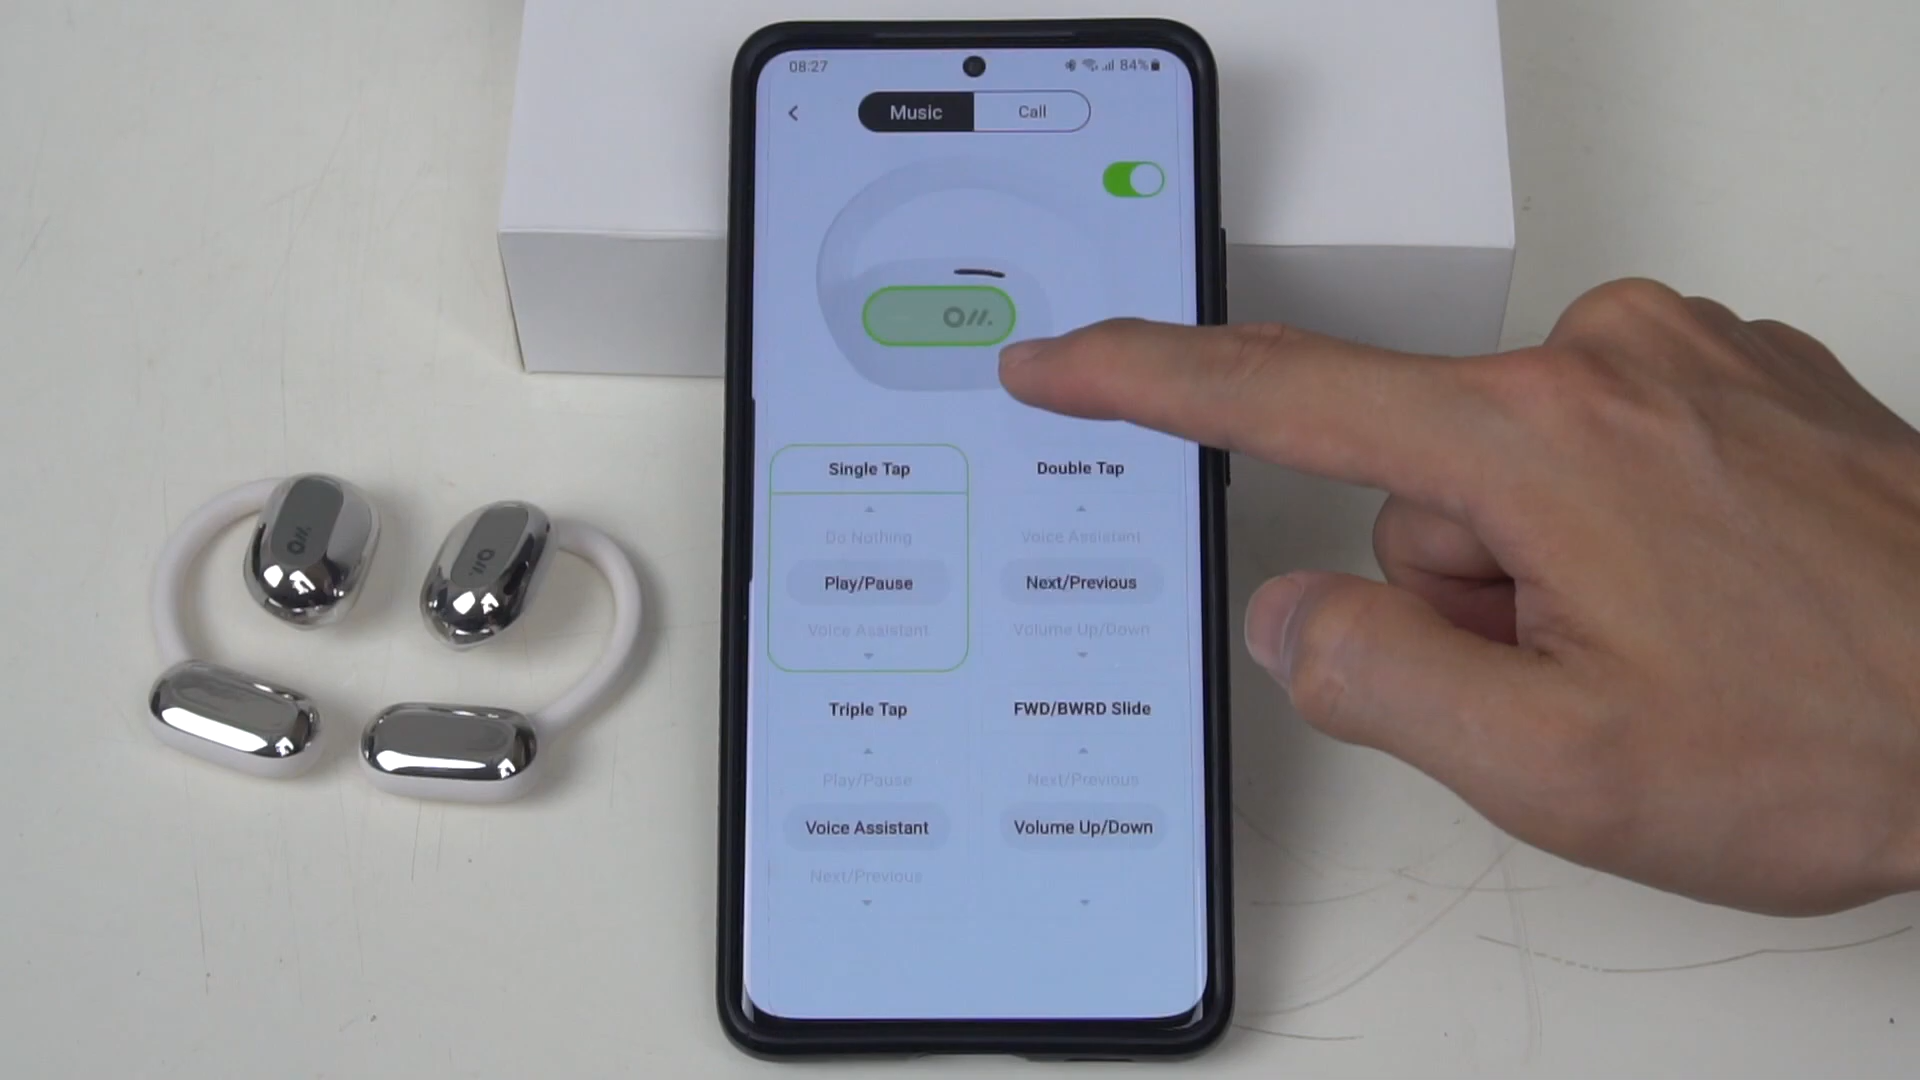 08:27
84%
Music
Call
O//.
Single Tap
Double Tap
Do Nothing
Voice Assistant
Play/Pause
Next/Previous
Voice Assistant
Volume Up/Down
Triple Tap
FWD/BWRD Slide
Play/Pause
Next/Previous
Voice Assistant
Volume Up/Down
Next/Previous
O//.
O//.